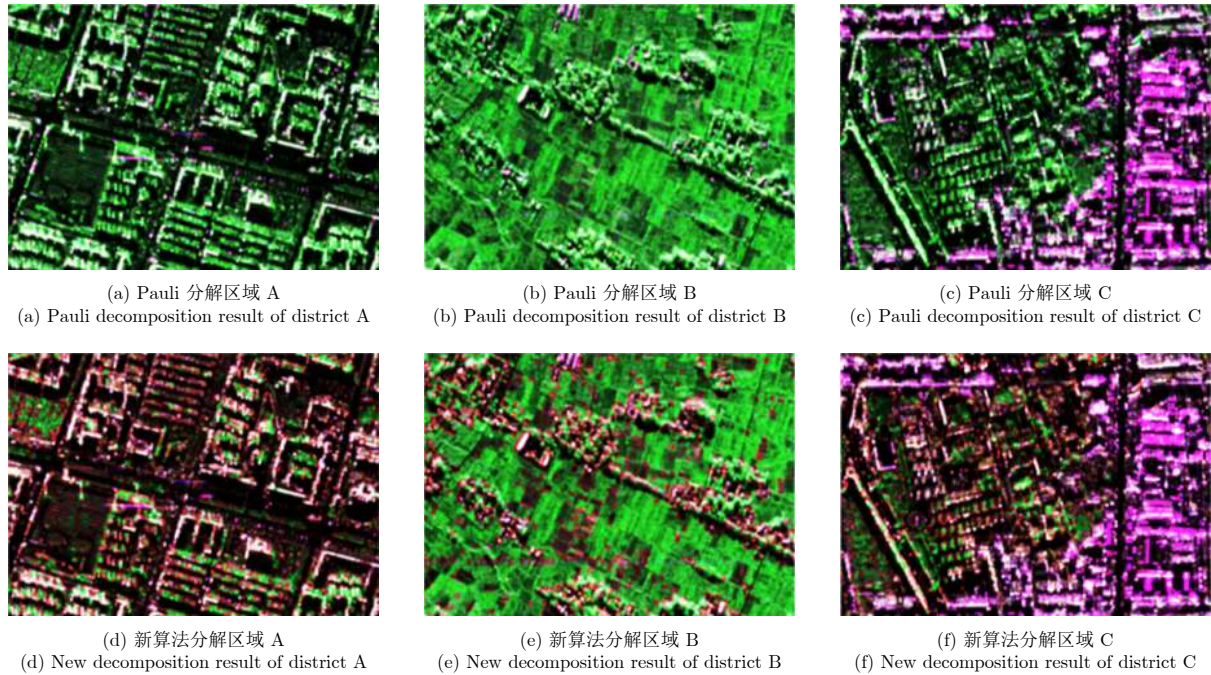 (a) Pauli 分解区域 A
(a) Pauli decomposition result of district A
(b) Pauli 分解区域 B
(b) Pauli decomposition result of district B
(c) Pauli 分解区域 C
(c) Pauli decomposition result of district C
(d) 新算法分解区域 A
(d) New decomposition result of district A
(e) 新算法分解区域 B
(e) New decomposition result of district B
(f) 新算法分解区域 C
(f) New decomposition result of district C